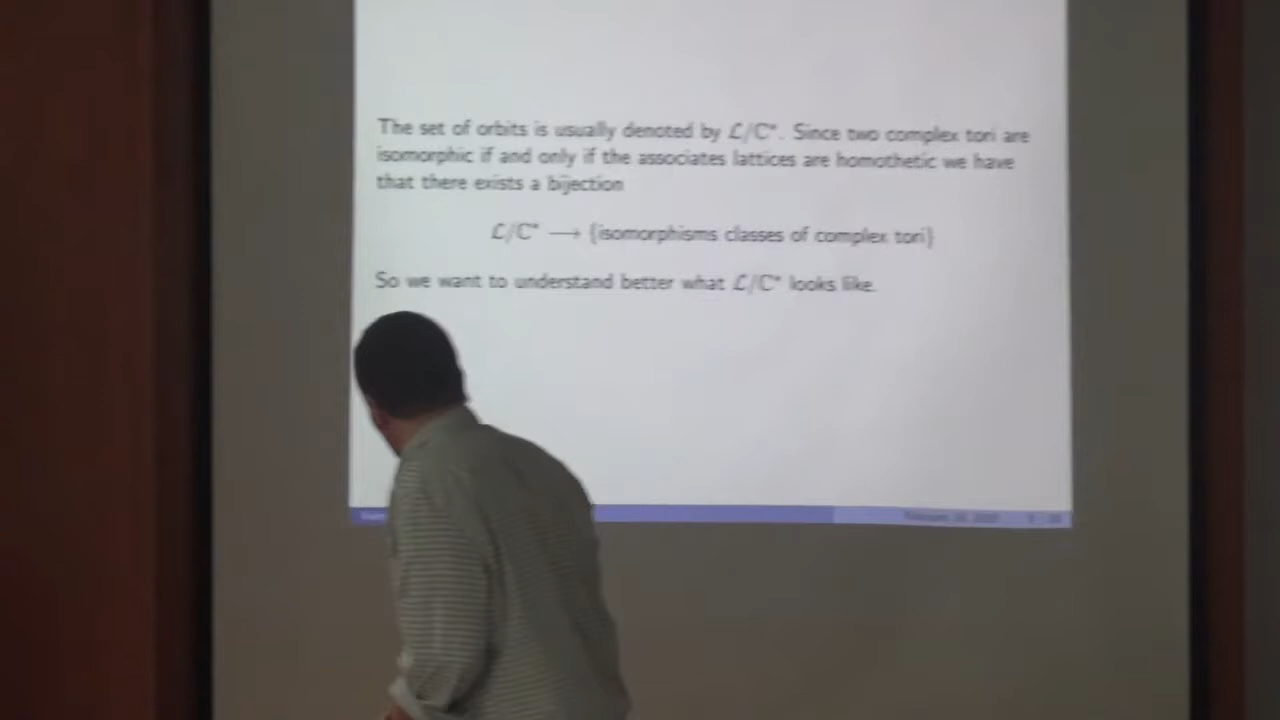 The set of orbits is usually denoted by ℒ/ℂ*. Since two complex tori are
isomorphic if and only if the associates lattices are homothetic we have
that there exists a bijection
ℒ/ℂ* ⟶ {isomorphisms classes of complex tori}
So we want to understand better what ℒ/ℂ* looks like.